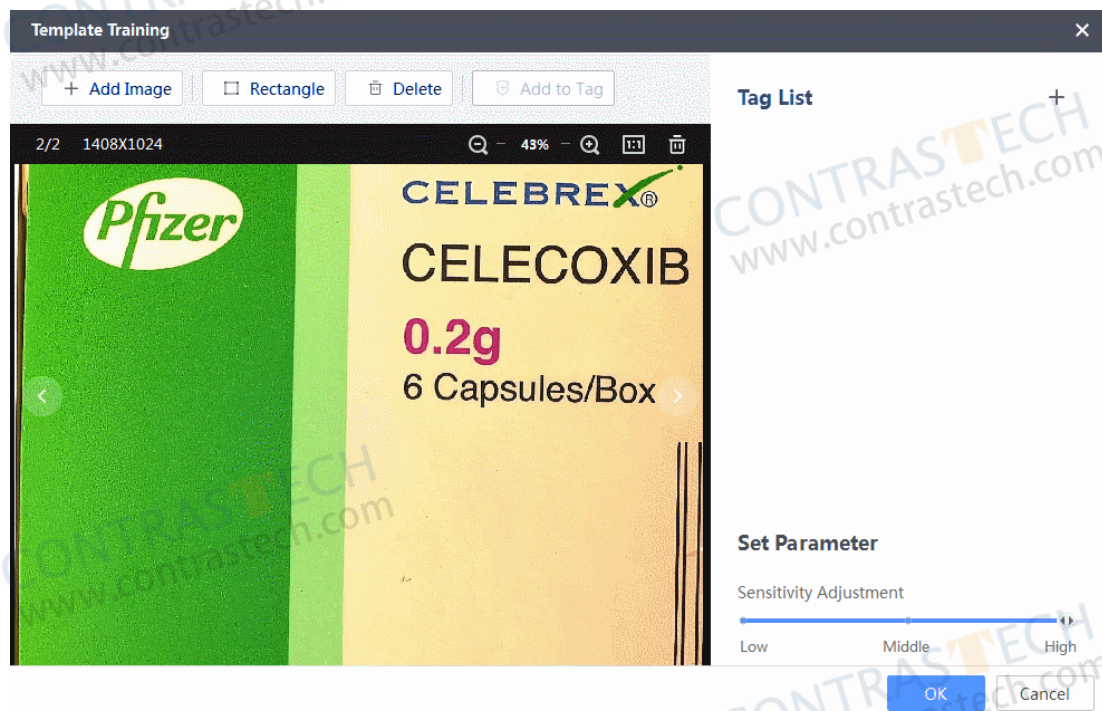 Template Training
+ Add Image
Rectangle
Delete
Add to Tag
Tag List
+
2/2 1408X1024
43%
1:1
Pfizer
CELEBREX®
CELECOXIB
0.2g
6 Capsules/Box
Set Parameter
Sensitivity Adjustment
Low Middle High
OK Cancel
CONTRASTECH
www.contrastech.com
CONTRASTECH
www.contrastech.com
CONTRASTECH
www.contrastech.com